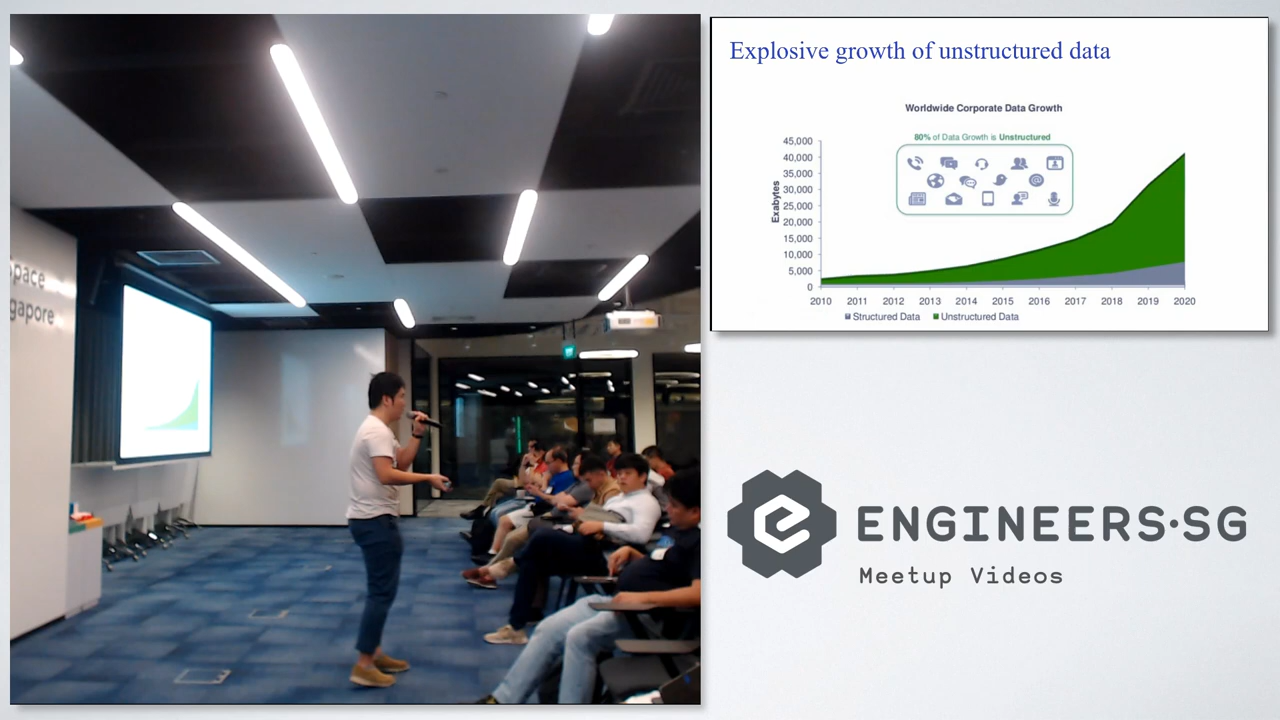 pace
gapore
Explosive growth of unstructured data
Worldwide Corporate Data Growth
80% of Data Growth is Unstructured
Exabytes
45,000
40,000
35,000
30,000
25,000
20,000
15,000
10,000
5,000
0
2010 2011 2012 2013 2014 2015 2016 2017 2018 2019 2020
Structured Data Unstructured Data
ENGINEERS·SG
Meetup Videos